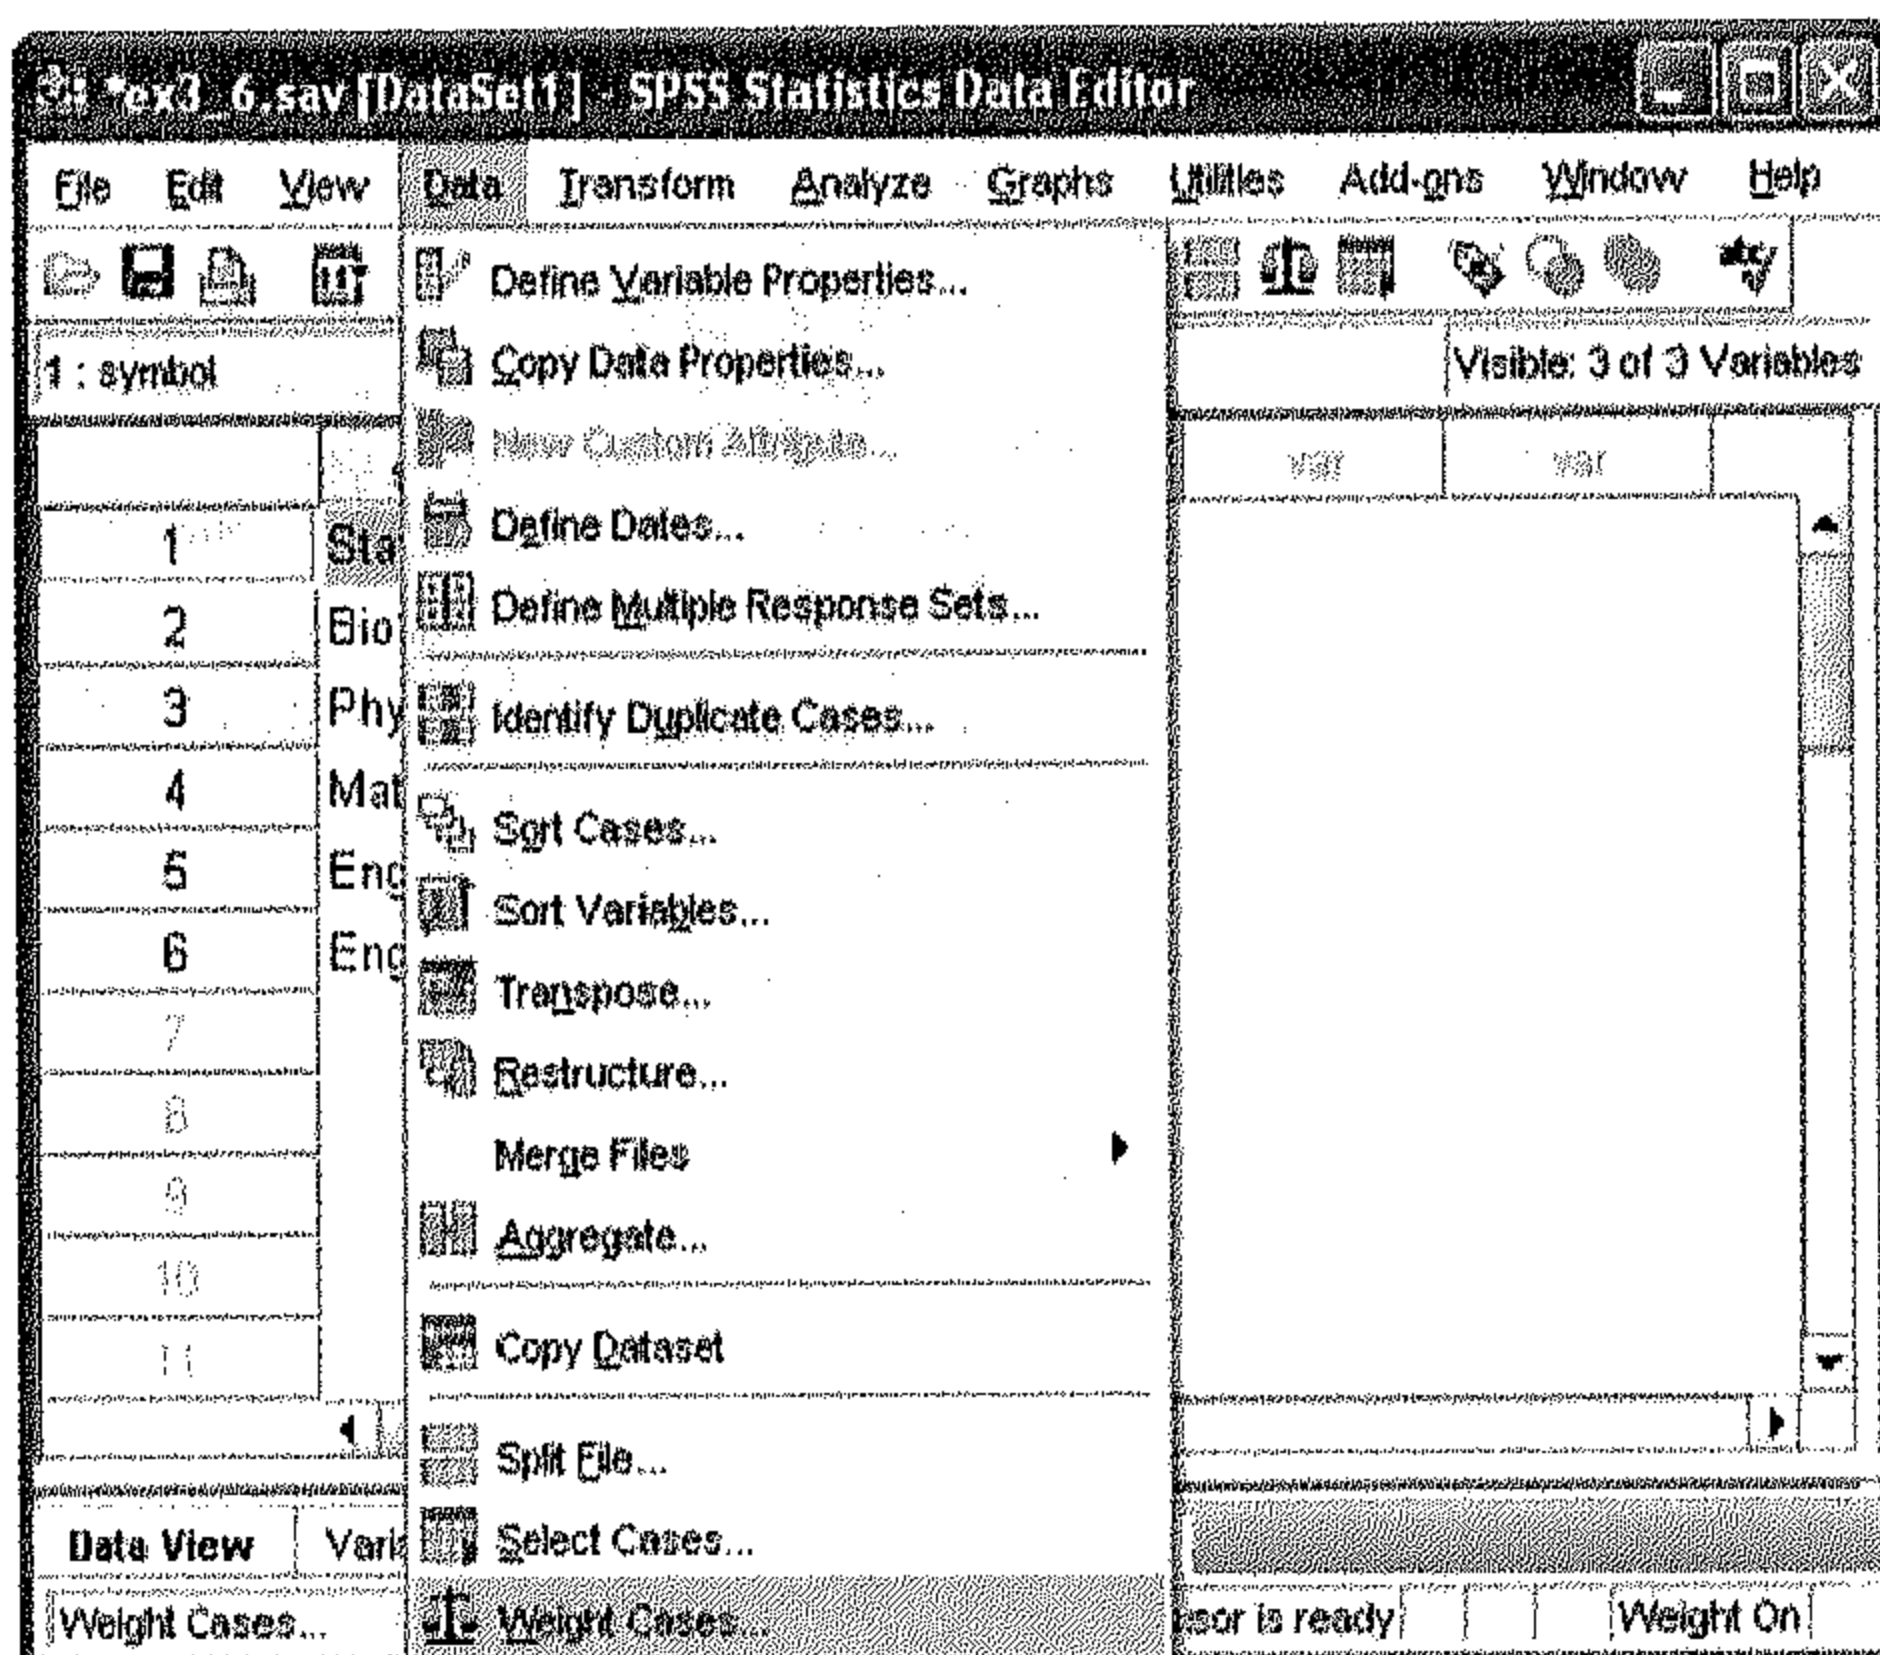 *ex3_6.sav [DataSet1] - SPSS Statistics Data Editor
File Edit View Data Transform Analyze Graphs Utilities Add-ons Window Help
Define Variable Properties...
1 : symbol
Copy Data Properties...
Visible: 3 of 3 Variables
New Custom Attribute...
var var
1 Sta
Define Dates...
2 Bio
Define Multiple Response Sets...
3 Phy
Identify Duplicate Cases...
4 Mat
Sort Cases...
5 Eng
Sort Variables...
6 Eng
Transpose...
7
Restructure...
8
Merge Files
9
Aggregate...
10
11
Copy Dataset
Split File...
Data View Vari
Select Cases...
Weight Cases...
Weight Cases...
ssor is ready
Weight On